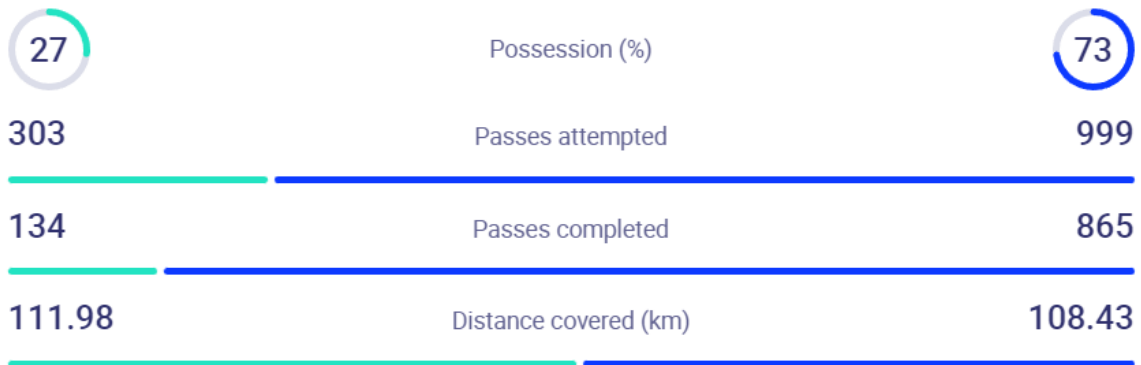 27 Possession (%) 73
303 Passes attempted 999
134 Passes completed 865
111.98 Distance covered (km) 108.43